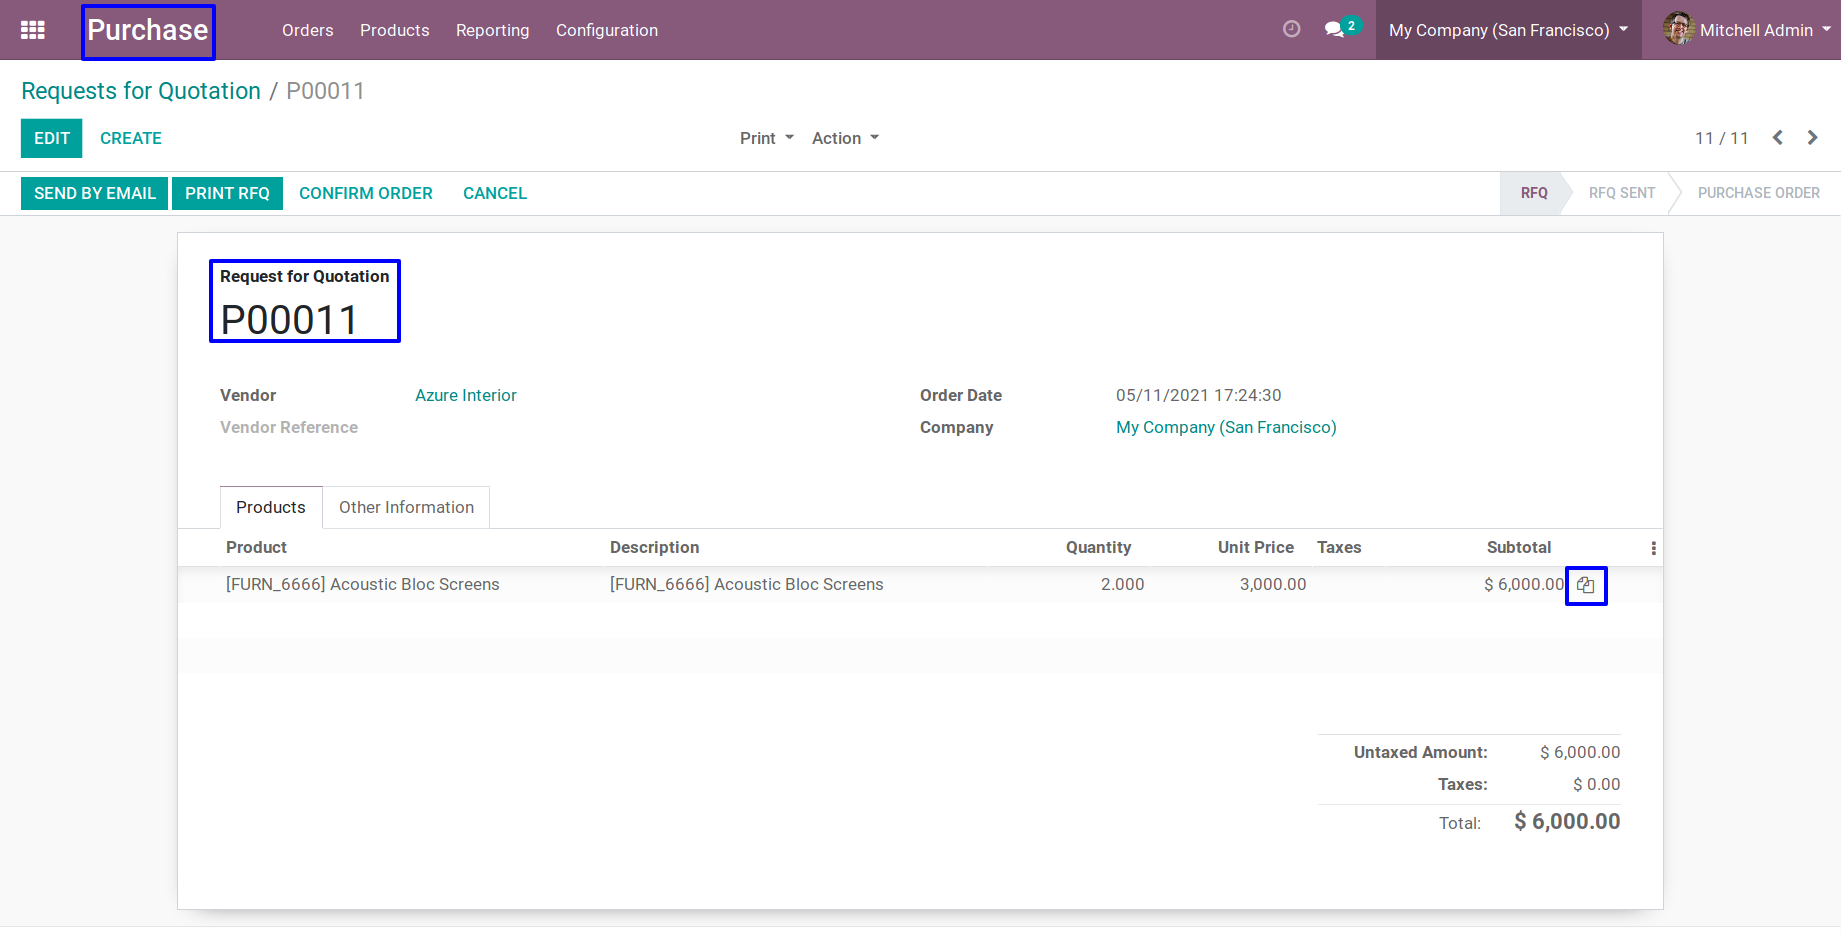 Purchase Orders Products Reporting Configuration 2 My Company (San Francisco) Mitchell Admin
Requests for Quotation / P00011
EDIT CREATE Print Action 11 / 11
SEND BY EMAIL PRINT RFQ CONFIRM ORDER CANCEL RFQ RFQ SENT PURCHASE ORDER
Request for Quotation
P00011
Vendor Azure Interior Order Date 05/11/2021 17:24:30
Vendor Reference Company My Company (San Francisco)
Products Other Information
Product Description Quantity Unit Price Taxes Subtotal
[FURN_6666] Acoustic Bloc Screens [FURN_6666] Acoustic Bloc Screens 2.000 3,000.00 $ 6,000.00
Untaxed Amount: $ 6,000.00
Taxes: $ 0.00
Total: $ 6,000.00